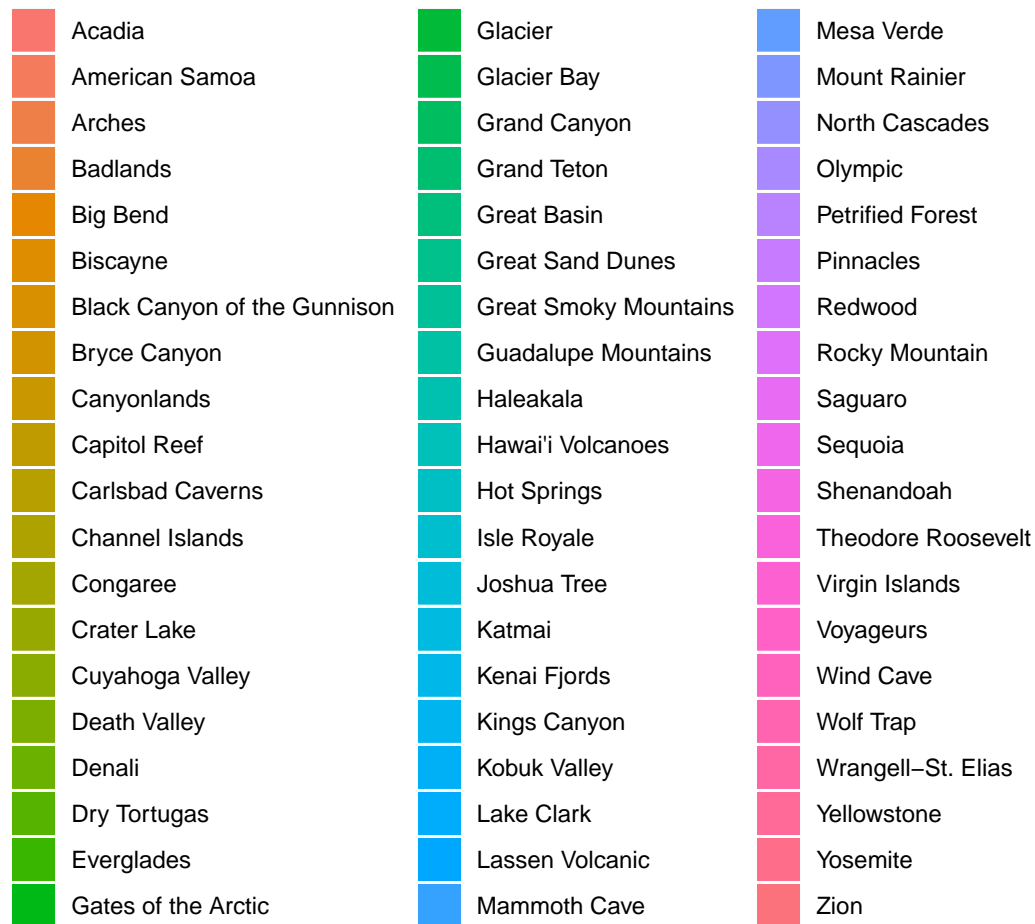 Acadia
American Samoa
Arches
Badlands
Big Bend
Biscayne
Black Canyon of the Gunnison
Bryce Canyon
Canyonlands
Capitol Reef
Carlsbad Caverns
Channel Islands
Congaree
Crater Lake
Cuyahoga Valley
Death Valley
Denali
Dry Tortugas
Everglades
Gates of the Arctic
Glacier
Glacier Bay
Grand Canyon
Grand Teton
Great Basin
Great Sand Dunes
Great Smoky Mountains
Guadalupe Mountains
Haleakala
Hawai'i Volcanoes
Hot Springs
Isle Royale
Joshua Tree
Katmai
Kenai Fjords
Kings Canyon
Kobuk Valley
Lake Clark
Lassen Volcanic
Mammoth Cave
Mesa Verde
Mount Rainier
North Cascades
Olympic
Petrified Forest
Pinnacles
Redwood
Rocky Mountain
Saguaro
Sequoia
Shenandoah
Theodore Roosevelt
Virgin Islands
Voyageurs
Wind Cave
Wolf Trap
Wrangell−St. Elias
Yellowstone
Yosemite
Zion